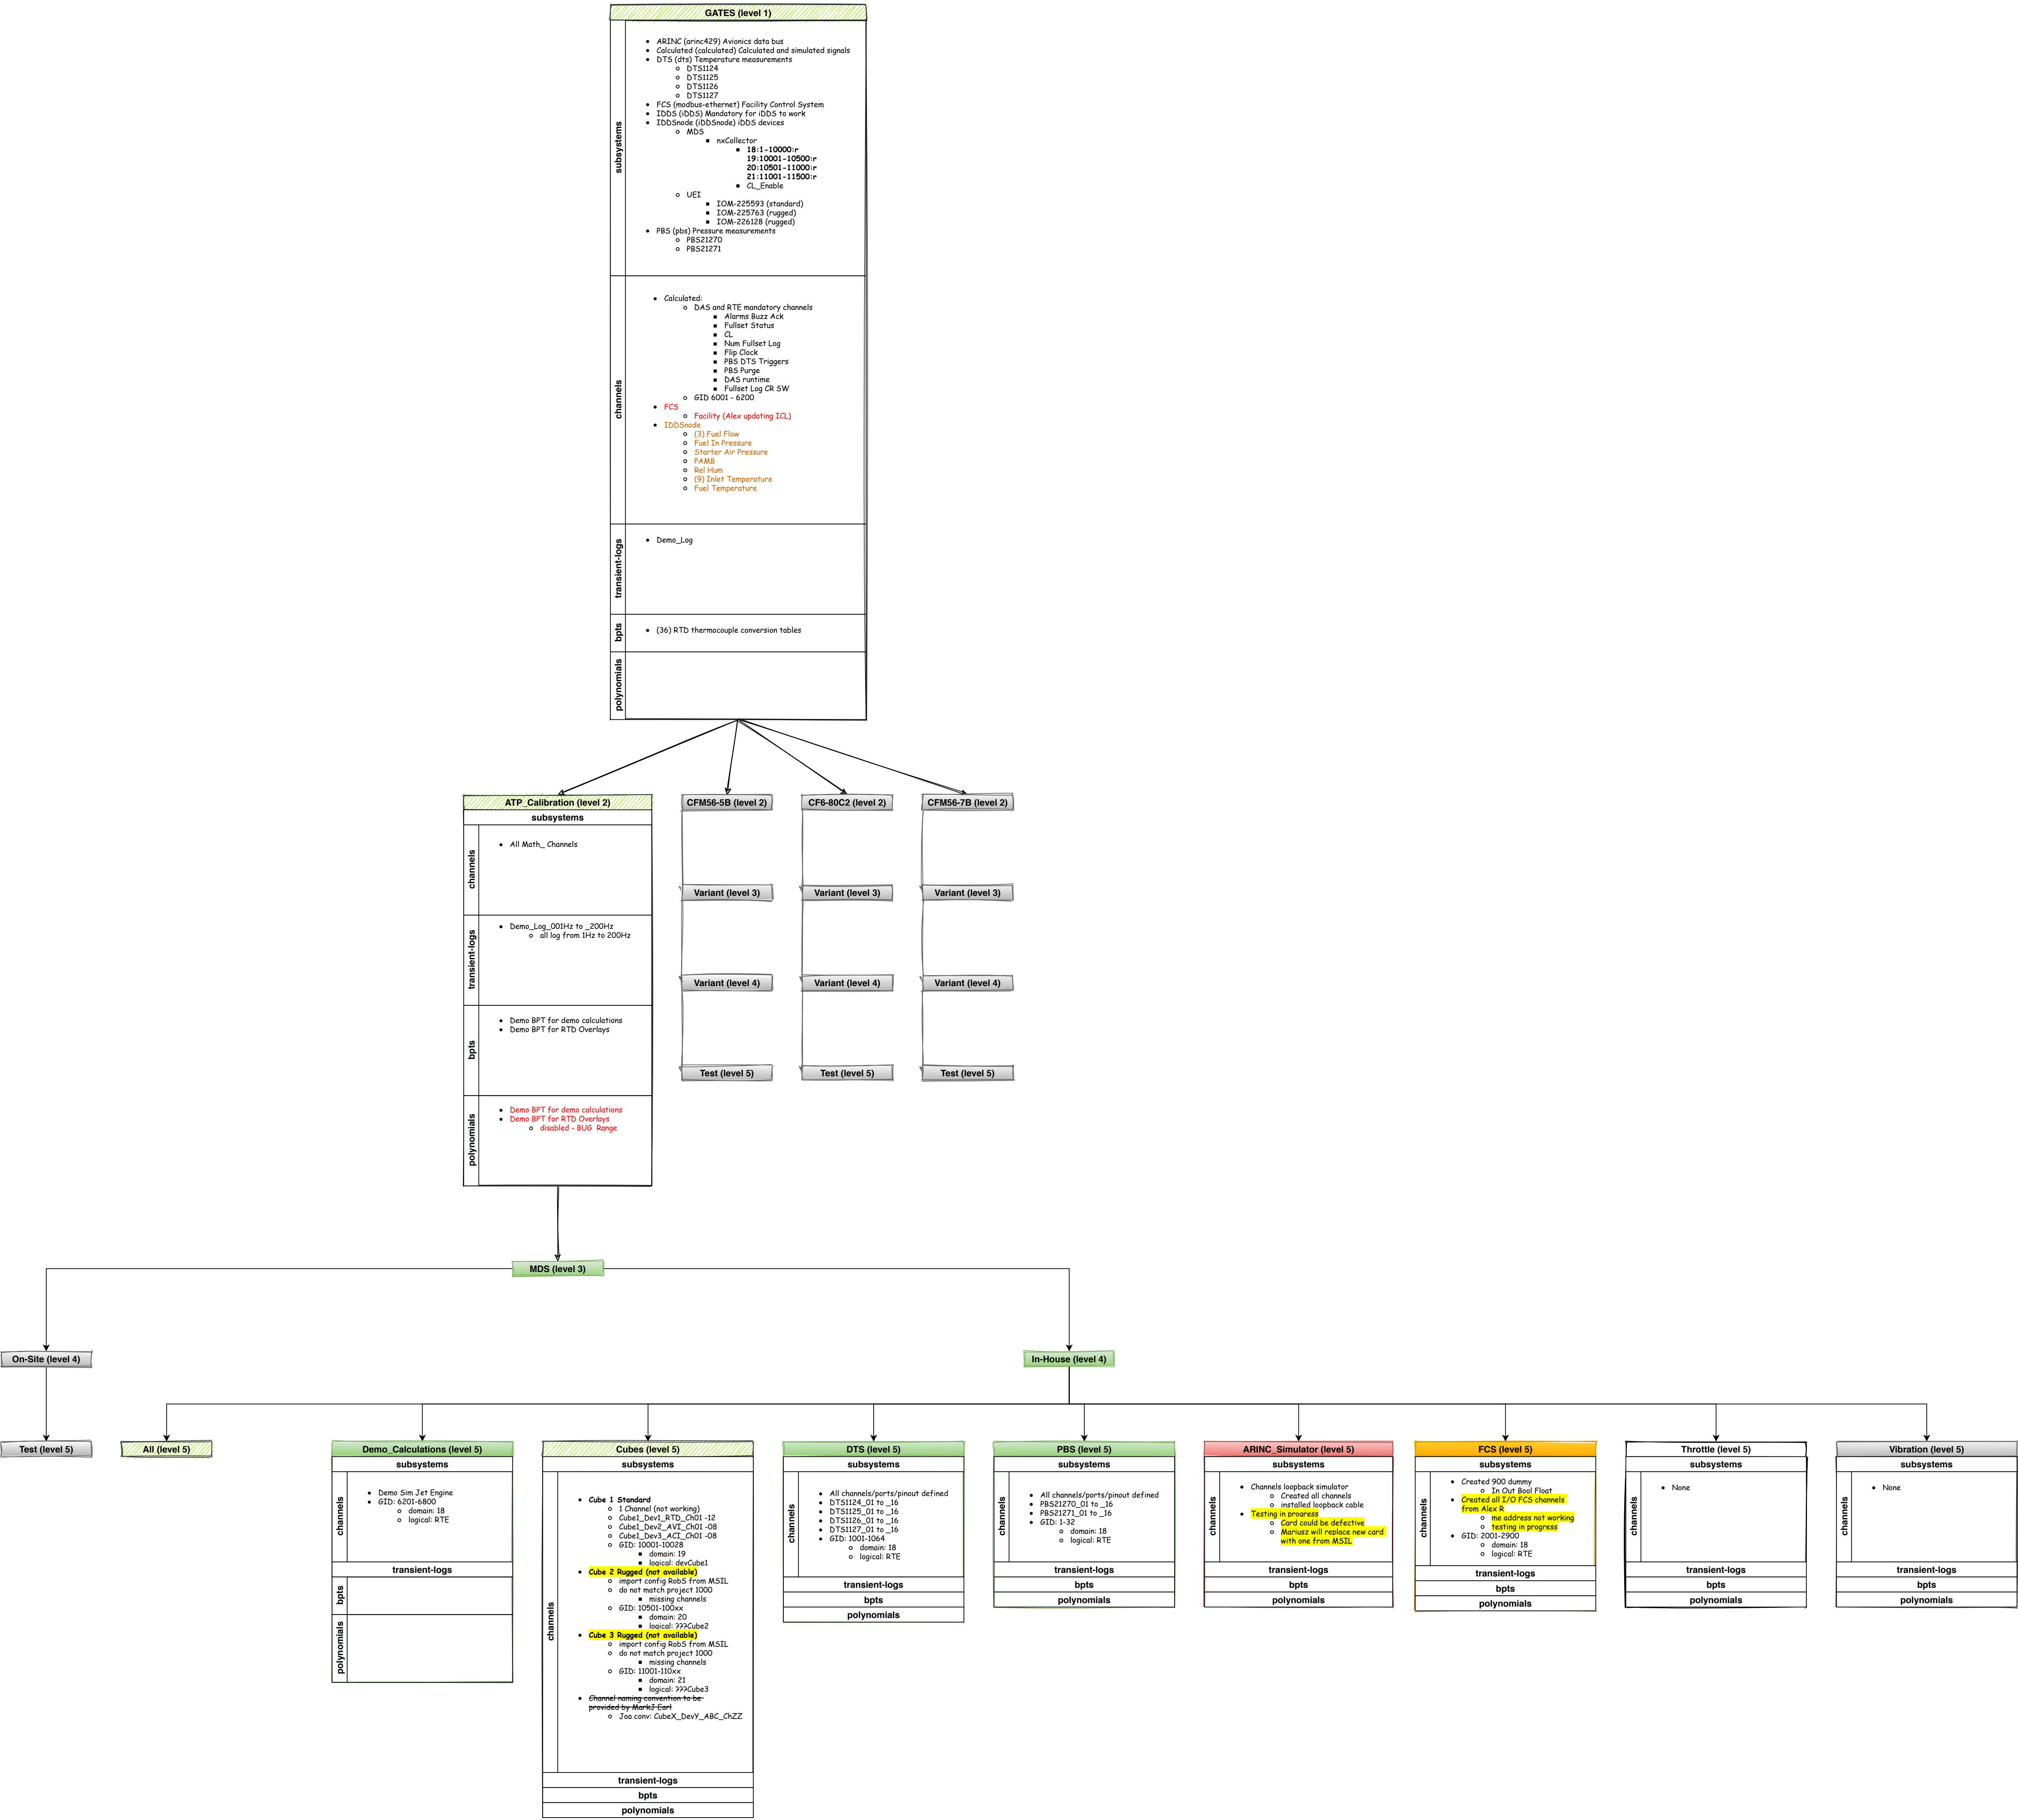 GATES (level 1)
subsystems
ARINC (arinc429) Avionics data bus
Calculated (calculated) Calculated and simulated signals
DTS (dts) Temperature measurements
DTS1124
DTS1125
DTS1126
DTS1127
FCS (modbus-ethernet) Facility Control System
IDDS (iDDS) Mandatory for iDDS to work
IDDSnode (iDDSnode) iDDS devices
MDS
nxCollector
18:1-10000:r
19:10001-10500:r
20:10501-11000:r
21:11001-11500:r
CL_Enable
UEI
IOM-225593 (standard)
IOM-225763 (rugged)
IOM-226128 (rugged)
PBS (pbs) Pressure measurements
PBS21270
PBS21271
channels
Calculated:
DAS and RTE mandatory channels
Alarms Buzz Ack
Fullset Status
CL
Num Fullset Log
Flip Clock
PBS DTS Triggers
PBS Purge
DAS runtime
Fullset Log CR SW
GID 6001 - 6200
FCS
Facility (Alex updating ICL)
IDDSnode
(3) Fuel Flow
Fuel In Pressure
Starter Air Pressure
PAMB
Rel Hum
(9) Inlet Temperature
Fuel Temperature
transient-logs
Demo_Log
bpts
(36) RTD thermocouple conversion tables
polynomials
ATP_Calibration (level 2)
subsystems
channels
All Math_ Channels
transient-logs
Demo_Log_001Hz to _200Hz
all log from 1Hz to 200Hz
bpts
Demo BPT for demo calculations
Demo BPT for RTD Overlays
polynomials
Demo BPT for demo calculations
Demo BPT for RTD Overlays
disabled - BUG Range
CFM56-5B (level 2)
Variant (level 3)
Variant (level 4)
Test (level 5)
CF6-80C2 (level 2)
Variant (level 3)
Variant (level 4)
Test (level 5)
CFM56-7B (level 2)
Variant (level 3)
Variant (level 4)
Test (level 5)
MDS (level 3)
On-Site (level 4)
In-House (level 4)
Test (level 5)
All (level 5)
Demo_Calculations (level 5)
subsystems
channels
Demo Sim Jet Engine
GID: 6201-6800
domain: 18
logical: RTE
transient-logs
bpts
polynomials
Cubes (level 5)
subsystems
channels
Cube 1 Standard
1 Channel (not working)
Cube1_Dev1_RTD_Ch01 -12
Cube1_Dev2_AVI_Ch01 -08
Cube1_Dev3_ACI_Ch01 -08
GID: 10001-10028
domain: 19
logical: devCube1
Cube 2 Rugged (not available)
import config RobS from MSIL
do not match project 1000
missing channels
GID: 10501-100xx
domain: 20
logical: ???Cube2
Cube 3 Rugged (not available)
import config RobS from MSIL
do not match project 1000
missing channels
GID: 11001-110xx
domain: 21
logical: ???Cube3
Channel naming convention to be
provided by MarkJ Earl
Joa conv: CubeX_DevY_ABC_ChZZ
transient-logs
bpts
polynomials
DTS (level 5)
subsystems
channels
All channels/ports/pinout defined
DTS1124_01 to _16
DTS1125_01 to _16
DTS1126_01 to _16
DTS1127_01 to _16
GID: 1001-1064
domain: 18
logical: RTE
transient-logs
bpts
polynomials
PBS (level 5)
subsystems
channels
All channels/ports/pinout defined
PBS21270_01 to _16
PBS21271_01 to _16
GID: 1-32
domain: 18
logical: RTE
transient-logs
bpts
polynomials
ARINC_Simulator (level 5)
subsystems
channels
Channels loopback simulator
Created all channels
installed loopback cable
Testing in progress
Card could be defective
Mariusz will replace new card
with one from MSIL
transient-logs
bpts
polynomials
FCS (level 5)
subsystems
channels
Created 900 dummy
In Out Bool Float
Created all I/O FCS channels
from Alex R
me address not working
testing in progress
GID: 2001-2900
domain: 18
logical: RTE
transient-logs
bpts
polynomials
Throttle (level 5)
subsystems
channels
None
transient-logs
bpts
polynomials
Vibration (level 5)
subsystems
channels
None
transient-logs
bpts
polynomials